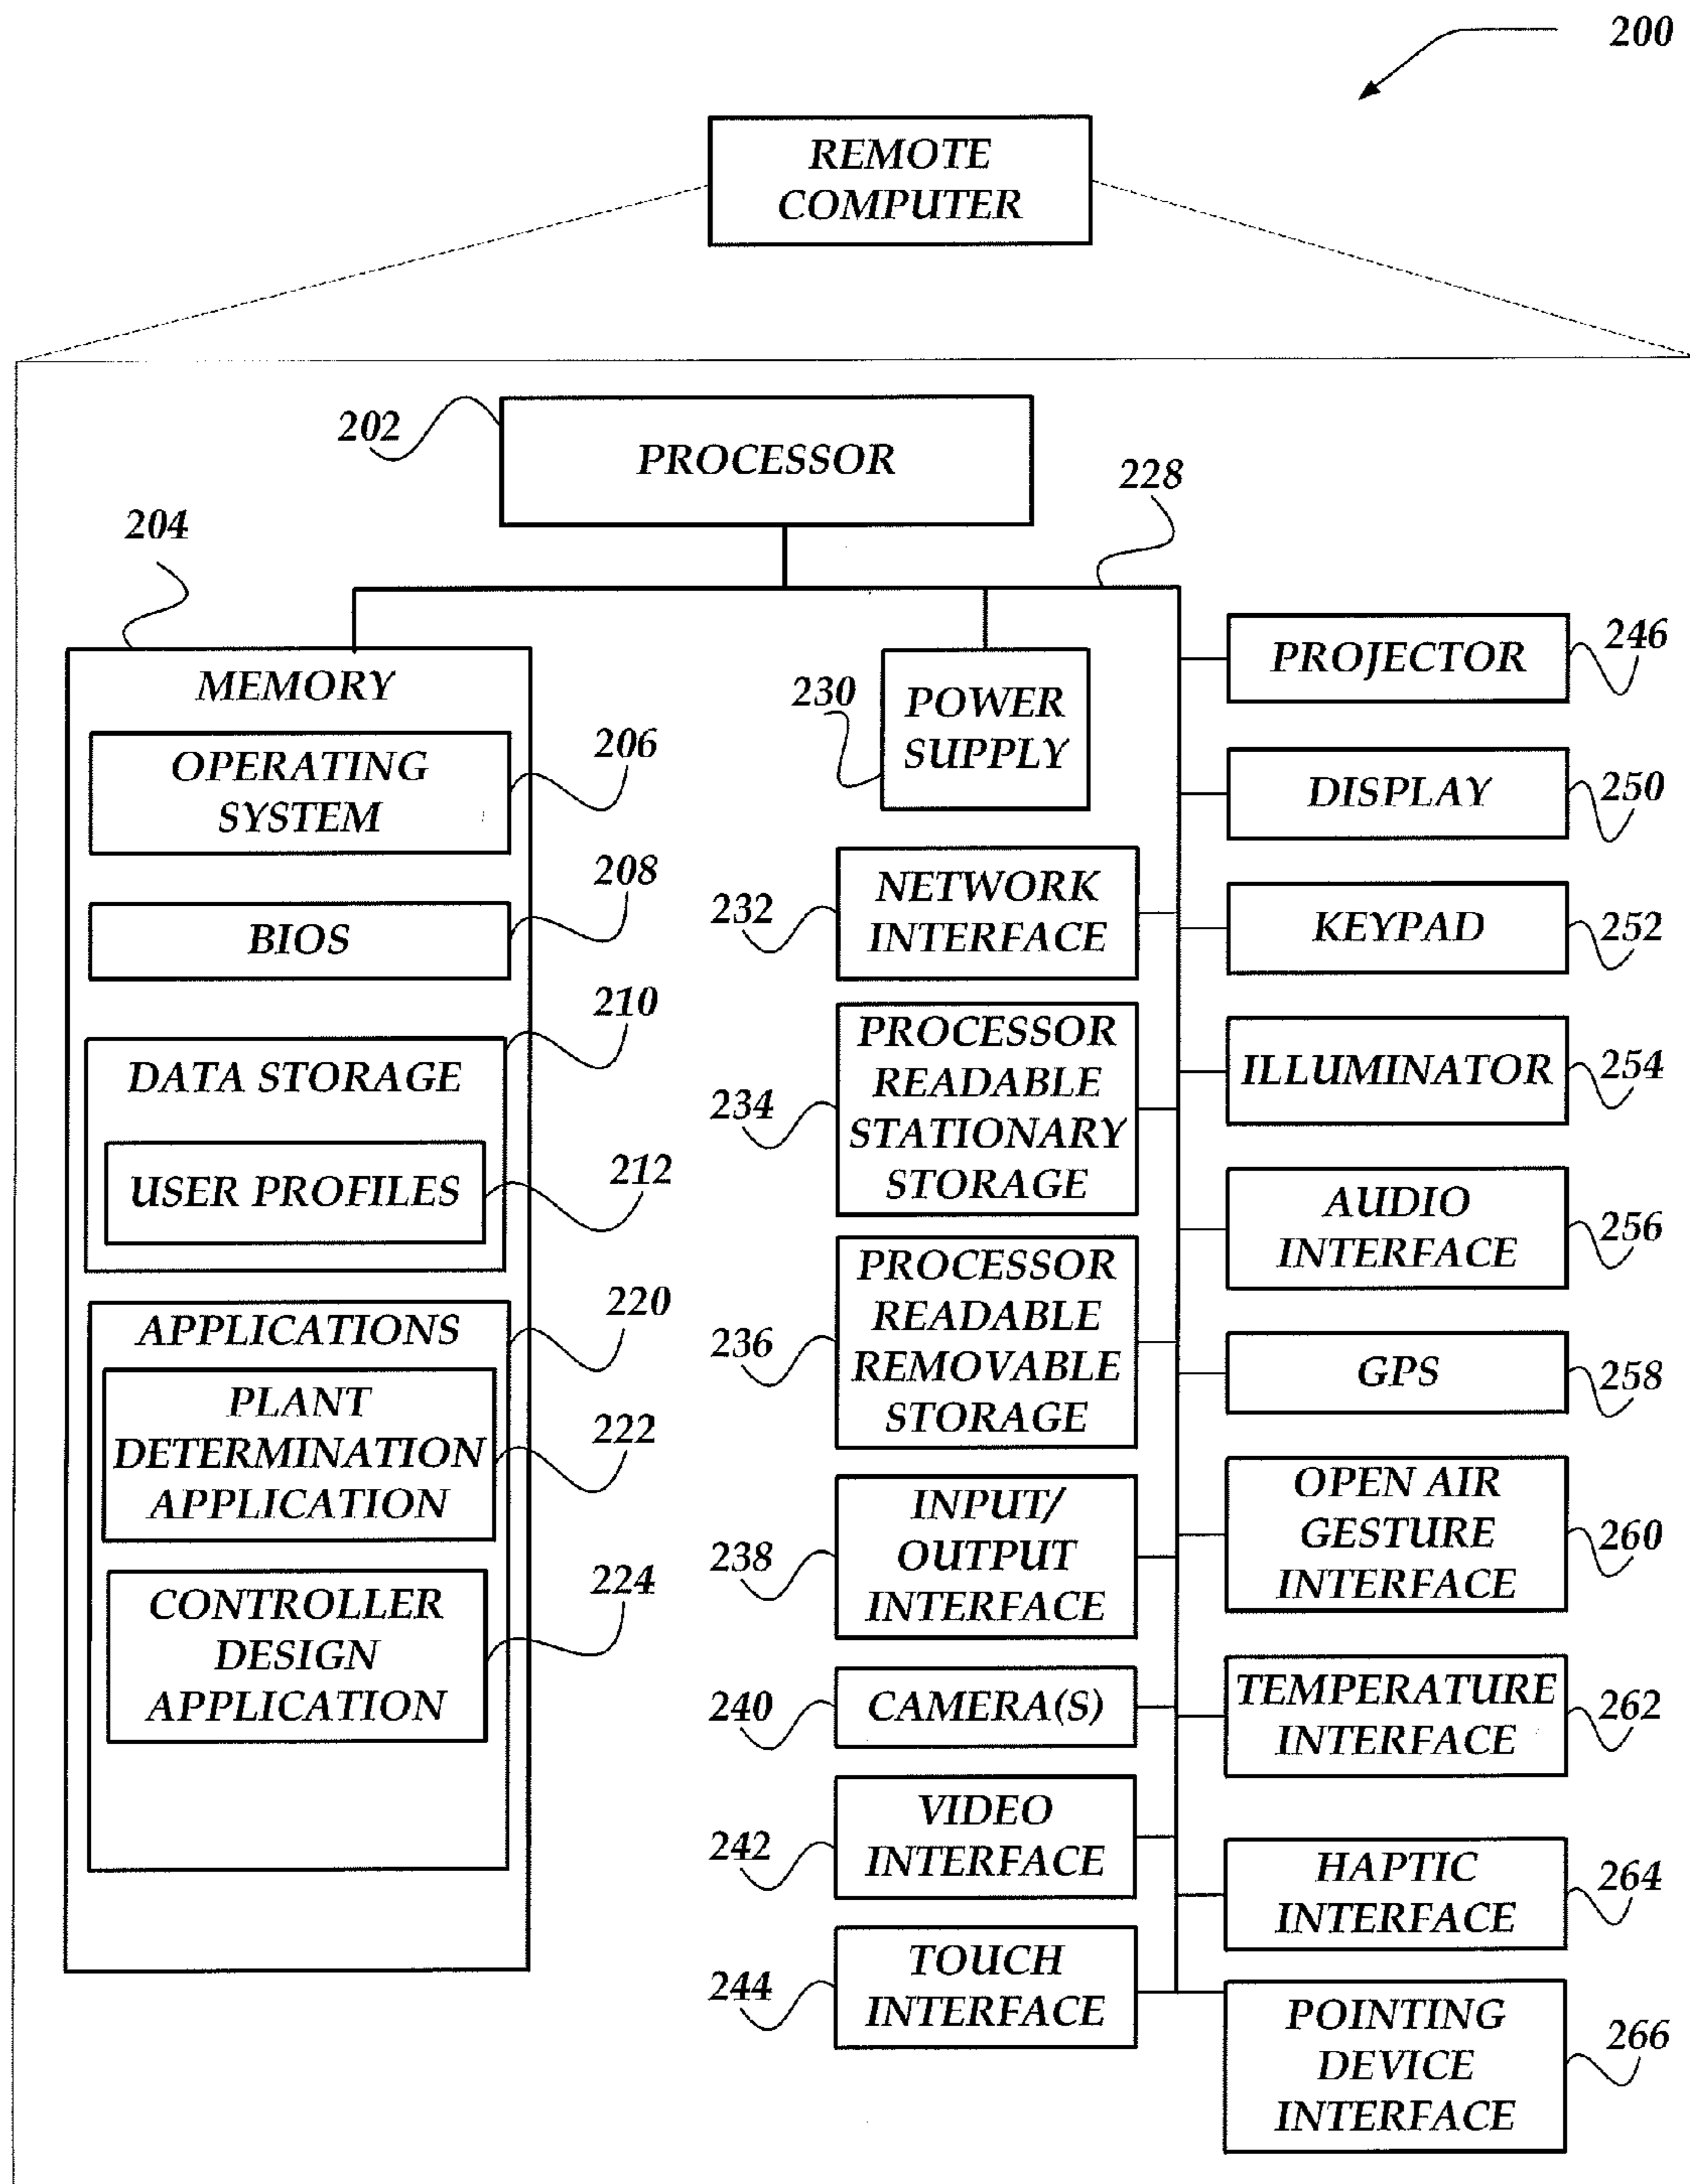 200
REMOTE
COMPUTER
202
PROCESSOR
228
204
MEMORY
OPERATING
SYSTEM
206
BIOS
208
210
DATA STORAGE
USER PROFILES
212
APPLICATIONS
220
PLANT
DETERMINATION
APPLICATION
222
CONTROLLER
DESIGN
APPLICATION
224
230
POWER
SUPPLY
232
NETWORK
INTERFACE
234
PROCESSOR
READABLE
STATIONARY
STORAGE
236
PROCESSOR
READABLE
REMOVABLE
STORAGE
238
INPUT/
OUTPUT
INTERFACE
240
CAMERA(S)
242
VIDEO
INTERFACE
244
TOUCH
INTERFACE
PROJECTOR
246
DISPLAY
250
KEYPAD
252
ILLUMINATOR
254
AUDIO
INTERFACE
256
GPS
258
OPEN AIR
GESTURE
INTERFACE
260
TEMPERATURE
INTERFACE
262
HAPTIC
INTERFACE
264
POINTING
DEVICE
INTERFACE
266